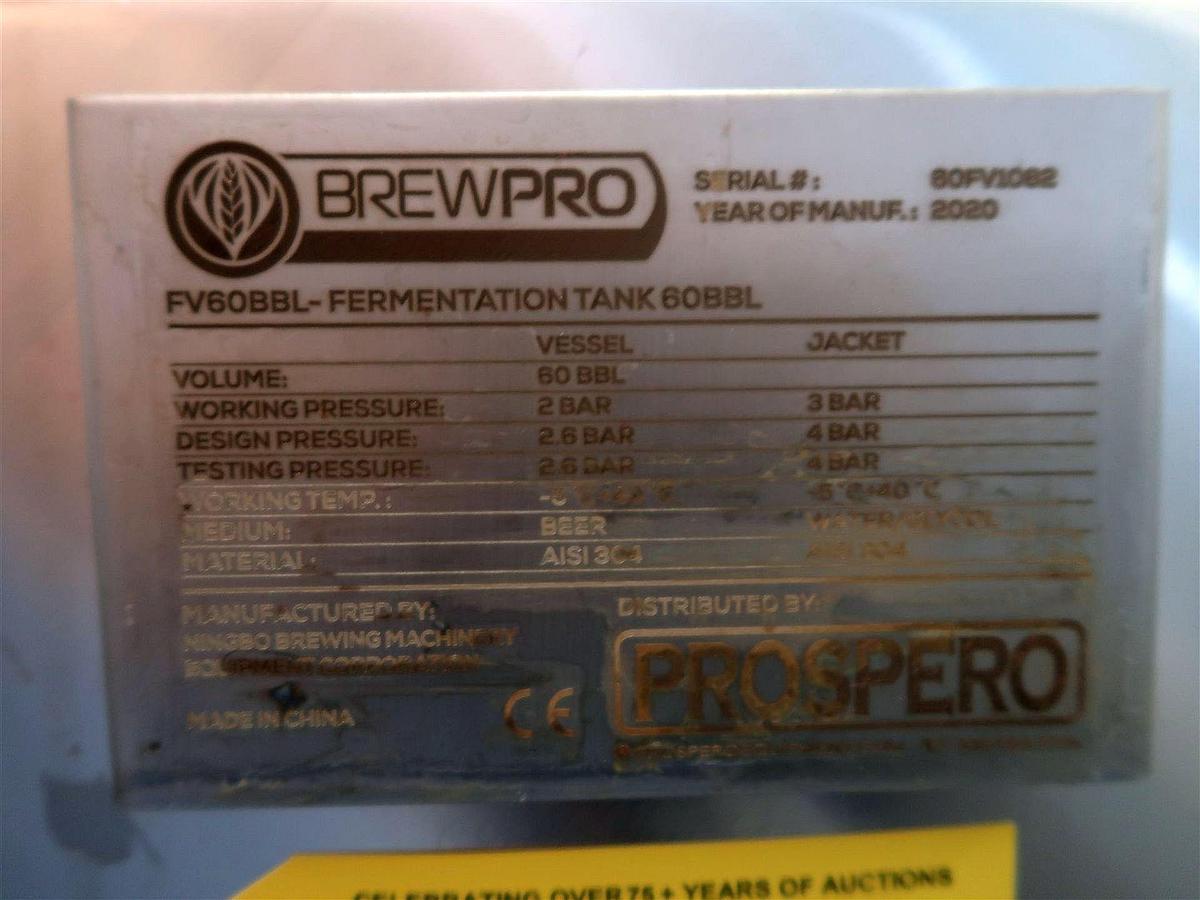 BREWPRO
SERIAL #: 60FV1082
YEAR OF MANUF.: 2020
FV60BBL- FERMENTATION TANK 60BBL
VESSEL JACKET
VOLUME: 60 BBL
WORKING PRESSURE: 2 BAR 3 BAR
DESIGN PRESSURE: 2.6 BAR 4 BAR
TESTING PRESSURE: 2.6 BAR 4 BAR
WORKING TEMP.: -5°C+40°C
MEDIUM: BEER WATER/GLYCOL
MATERIAL: AISI 304 AISI 304
MANUFACTURED BY:
NINGBO BREWING MACHINERY
EQUIPMENT CORPORATION
MADE IN CHINA
CE
DISTRIBUTED BY:
PROSPERO
CELEBRATING OVER 75+ YEARS OF AUCTIONS